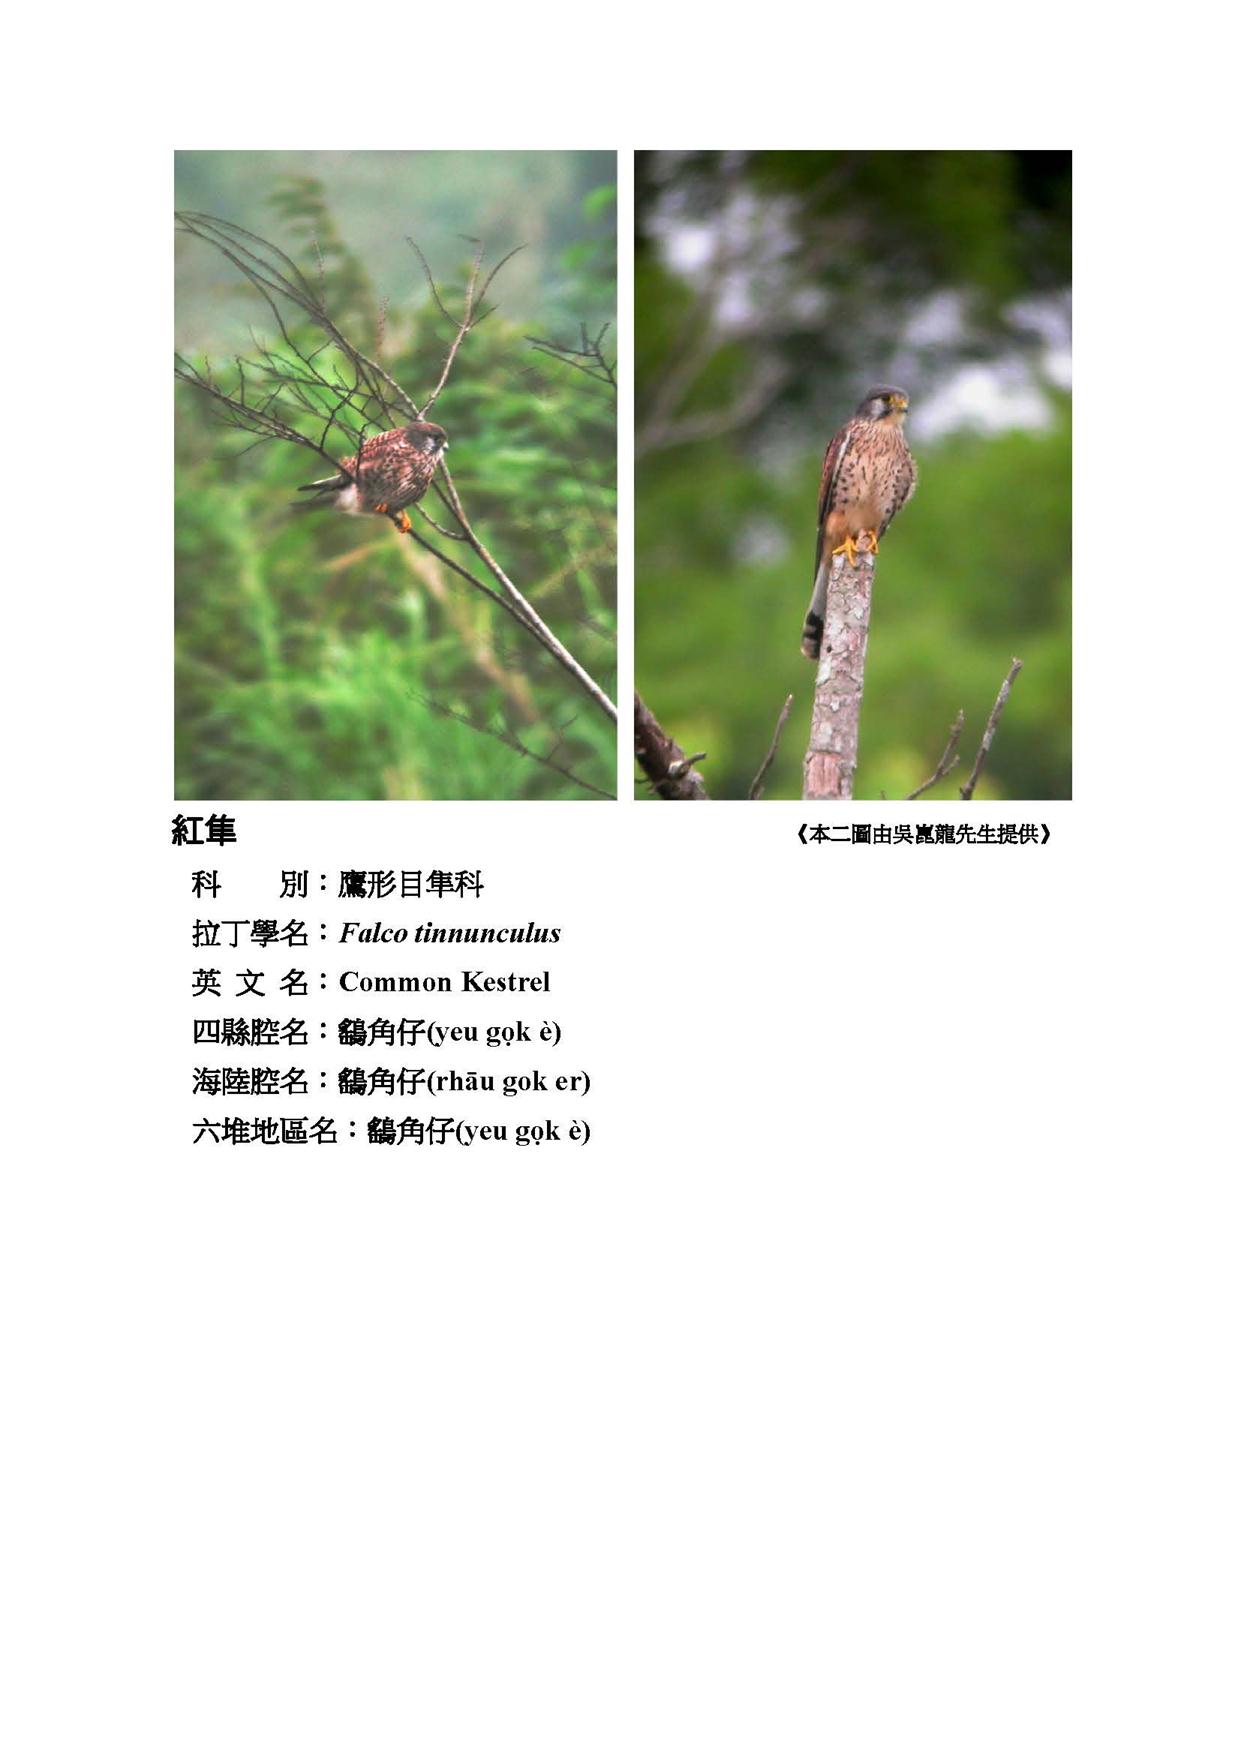 紅隼
《本二圖由吳崑龍先生提供》
科　　別：鷹形目隼科
拉丁學名：Falco tinnunculus
英 文 名：Common Kestrel
四縣腔名：鷂角仔(yeu gọk è)
海陸腔名：鷂角仔(rhāu gok er)
六堆地區名：鷂角仔(yeu gọk è)